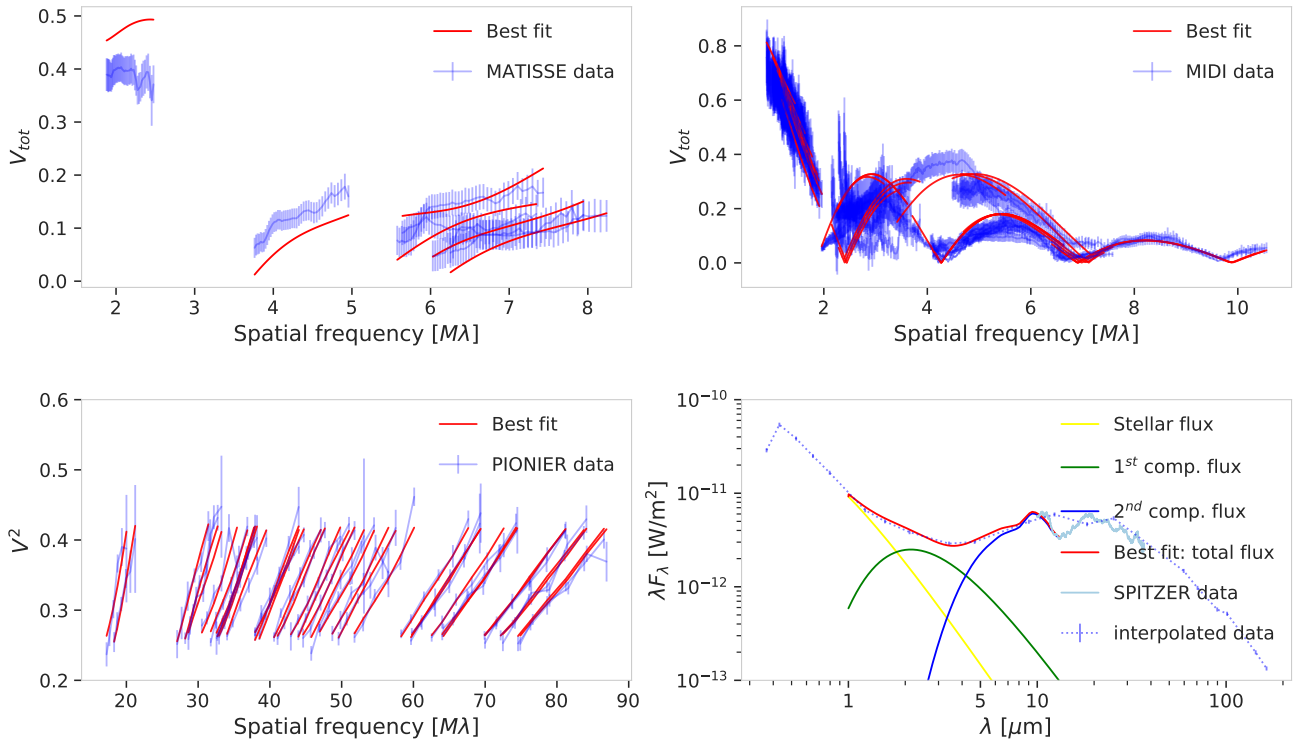 0.5
0.4
0.3
0.2
0.1
0.0
V_tot
Best fit
MATISSE data
2 3 4 5 6 7 8
Spatial frequency [Mλ]
0.8
0.6
0.4
0.2
0.0
V_tot
Best fit
MIDI data
2 4 6 8 10
Spatial frequency [Mλ]
0.6
0.5
0.4
0.3
0.2
V²
Best fit
PIONIER data
20 30 40 50 60 70 80 90
Spatial frequency [Mλ]
10⁻¹⁰
10⁻¹¹
10⁻¹²
10⁻¹³
λF_λ [W/m²]
Stellar flux
1ˢᵗ comp. flux
2ⁿᵈ comp. flux
Best fit: total flux
SPITZER data
interpolated data
1 5 10 100
λ [μm]